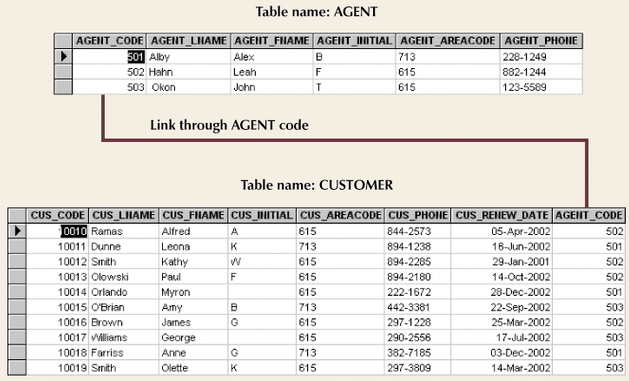 Table name: AGENT
AGENT_CODE AGENT_LNAME AGENT_FNAME AGENT_INITIAL AGENT_AREACODE AGENT_PHONE
501 Alby Alex B 713 228-1249
502 Hahn Leah F 615 882-1244
503 Okon John T 615 123-5589
Link through AGENT code
Table name: CUSTOMER
CUS_CODE CUS_LNAME CUS_FNAME CUS_INITIAL CUS_AREACODE CUS_PHONE CUS_RENEW_DATE AGENT_CODE
10010 Ramas Alfred A 615 844-2573 05-Apr-2002 502
10011 Dunne Leona K 713 894-1238 16-Jun-2002 501
10012 Smith Kathy W 615 894-2285 29-Jan-2001 502
10013 Olowski Paul F 615 894-2180 14-Oct-2002 502
10014 Orlando Myron 615 222-1672 28-Dec-2002 501
10015 O'Brian Amy B 713 442-3381 22-Sep-2002 503
10016 Brown James G 615 297-1228 25-Mar-2002 502
10017 Williams George 615 290-2556 17-Jul-2002 503
10018 Farriss Anne G 713 382-7185 03-Dec-2002 501
10019 Smith Olette K 615 297-3809 14-Mar-2002 503